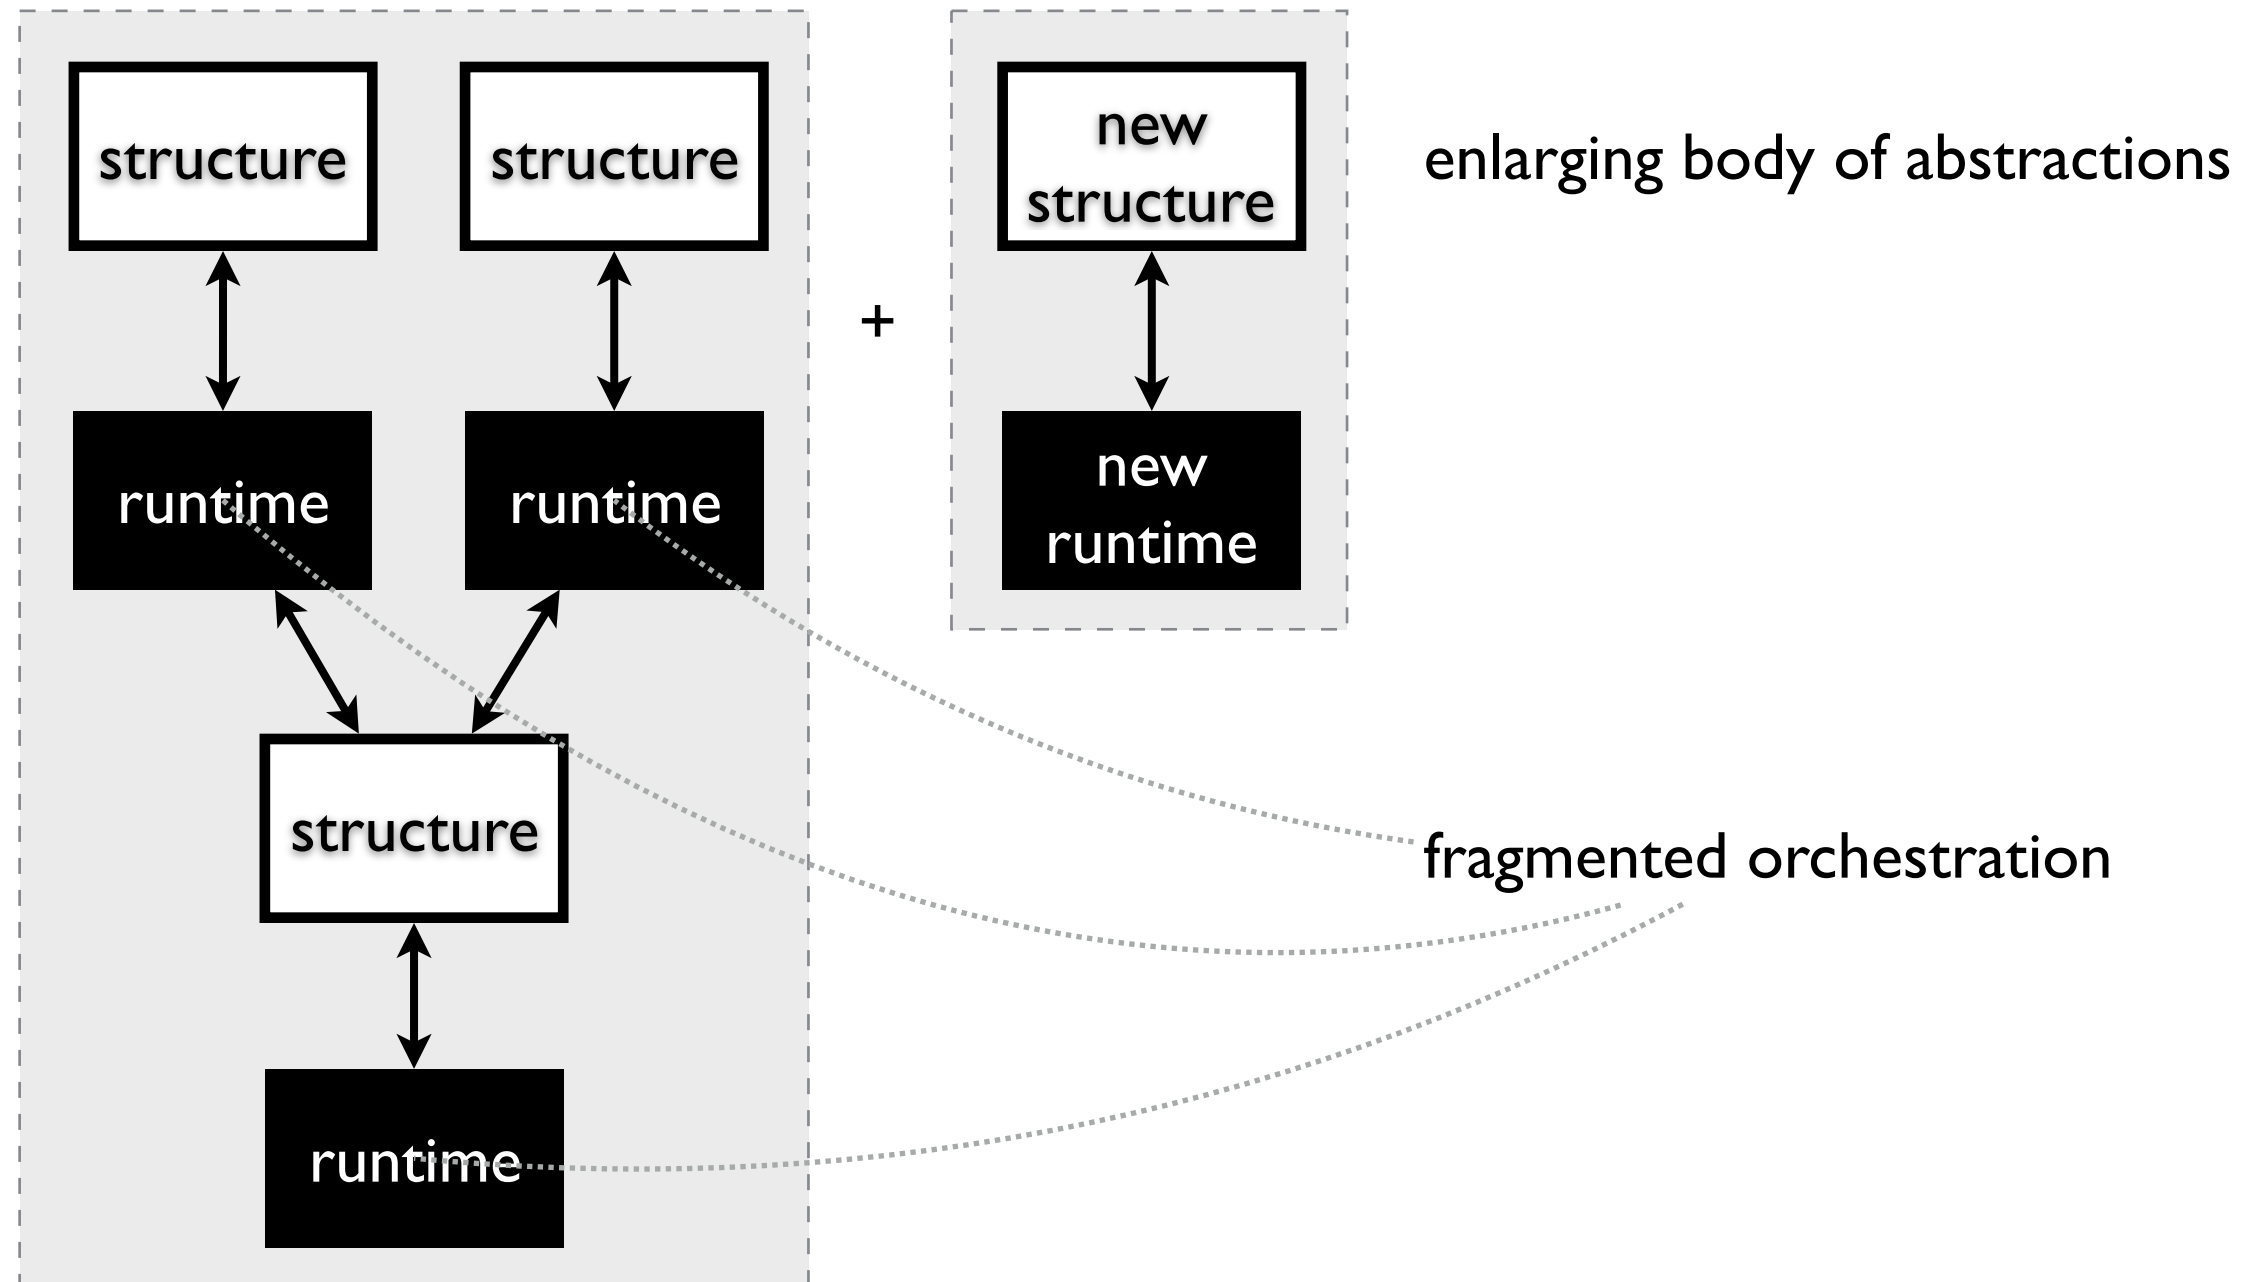 structure
structure
new
structure
enlarging body of abstractions
+
runtime
runtime
new
runtime
structure
fragmented orchestration
runtime